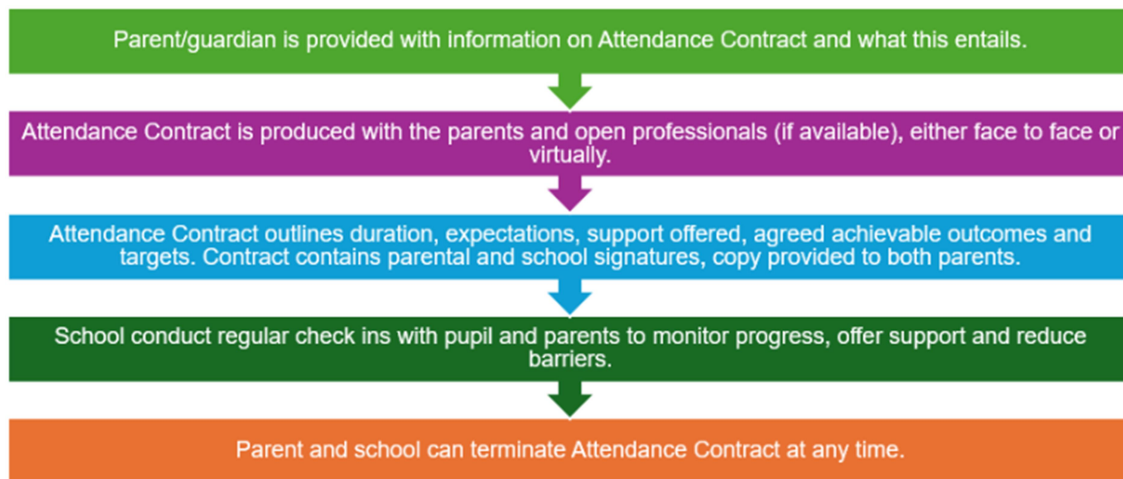 Parent/guardian is provided with information on Attendance Contract and what this entails.
Attendance Contract is produced with the parents and open professionals (if available), either face to face or
virtually.
Attendance Contract outlines duration, expectations, support offered, agreed achievable outcomes and
targets. Contract contains parental and school signatures, copy provided to both parents.
School conduct regular check ins with pupil and parents to monitor progress, offer support and reduce
barriers.
Parent and school can terminate Attendance Contract at any time.